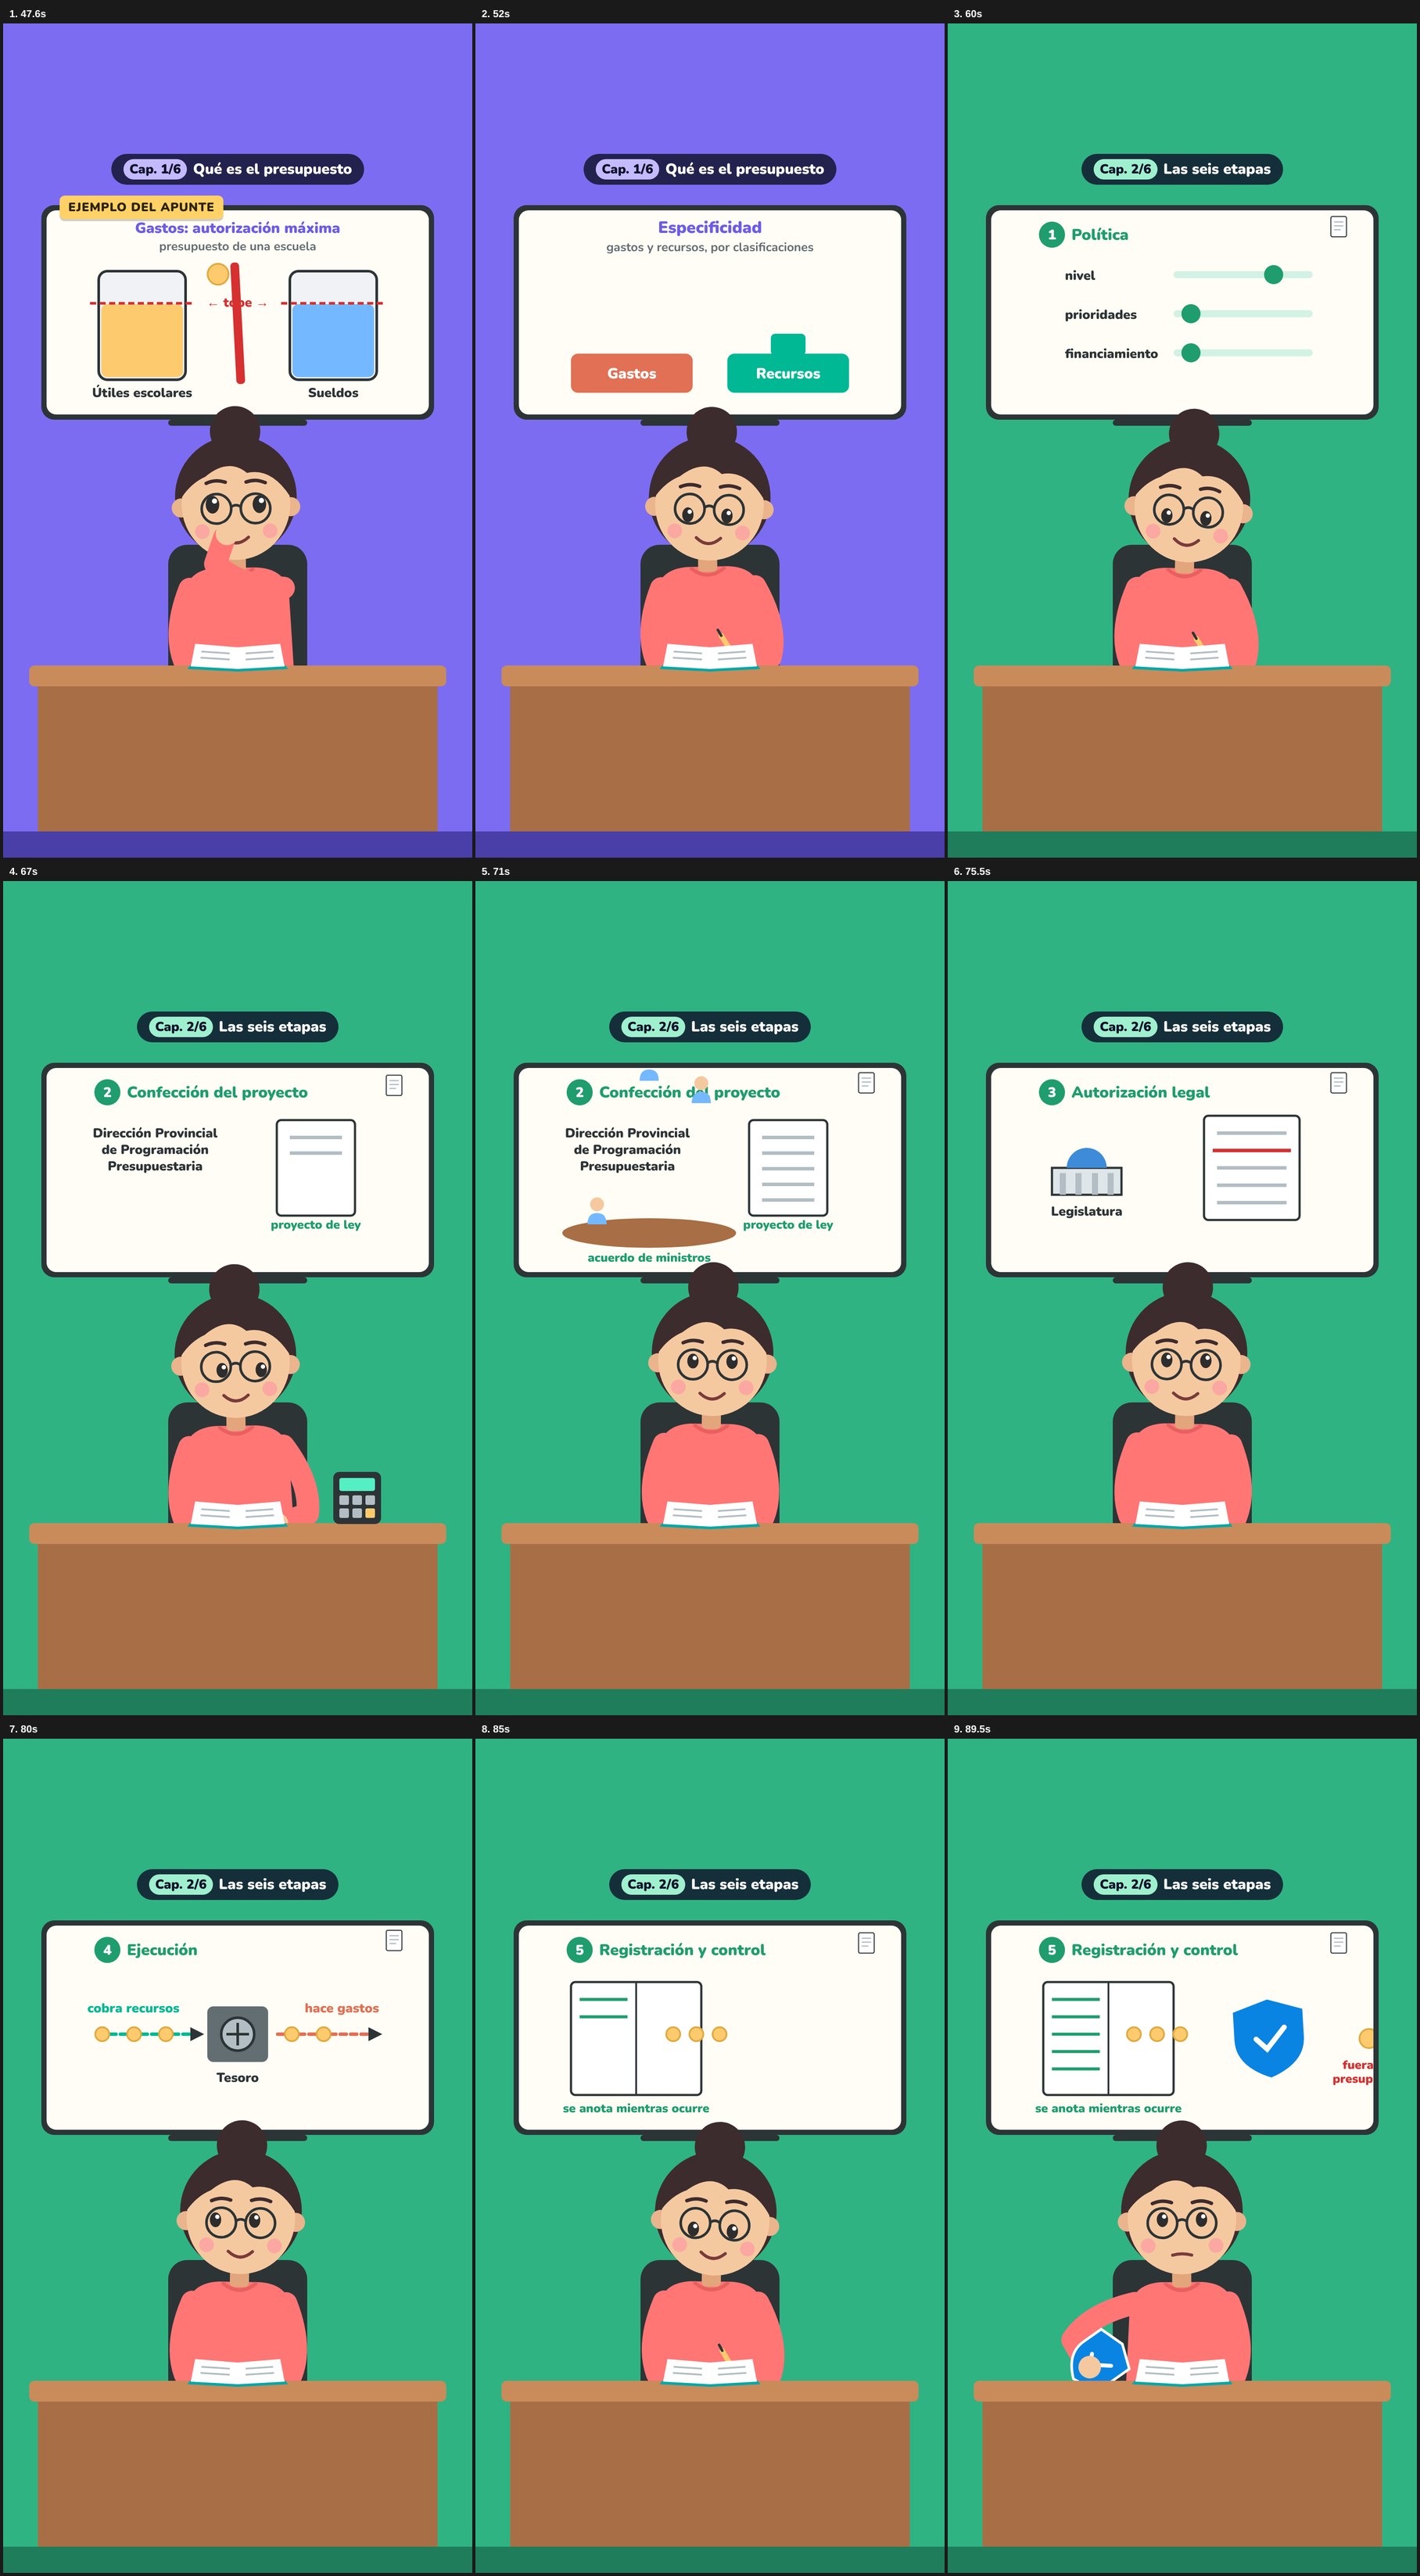 1. 47.6s
Cap. 1/6 Qué es el presupuesto
EJEMPLO DEL APUNTE
Gastos: autorización máxima
presupuesto de una escuela
← tope →
Útiles escolares
Sueldos
2. 52s
Cap. 1/6 Qué es el presupuesto
Especificidad
gastos y recursos, por clasificaciones
Gastos
Recursos
3. 60s
Cap. 2/6 Las seis etapas
1 Política
nivel
prioridades
financiamiento
4. 67s
Cap. 2/6 Las seis etapas
2 Confección del proyecto
Dirección Provincial
de Programación
Presupuestaria
proyecto de ley
5. 71s
Cap. 2/6 Las seis etapas
2 Confección del proyecto
Dirección Provincial
de Programación
Presupuestaria
proyecto de ley
acuerdo de ministros
6. 75.5s
Cap. 2/6 Las seis etapas
3 Autorización legal
Legislatura
7. 80s
Cap. 2/6 Las seis etapas
4 Ejecución
cobra recursos
hace gastos
Tesoro
8. 85s
Cap. 2/6 Las seis etapas
5 Registración y control
se anota mientras ocurre
9. 89.5s
Cap. 2/6 Las seis etapas
5 Registración y control
fuera
presup
se anota mientras ocurre